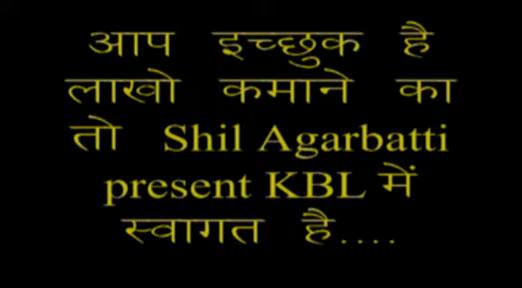 आप इच्छुक है
लाखो कमाने का
तो Shil Agarbatti
present KBL में
स्वागत है....